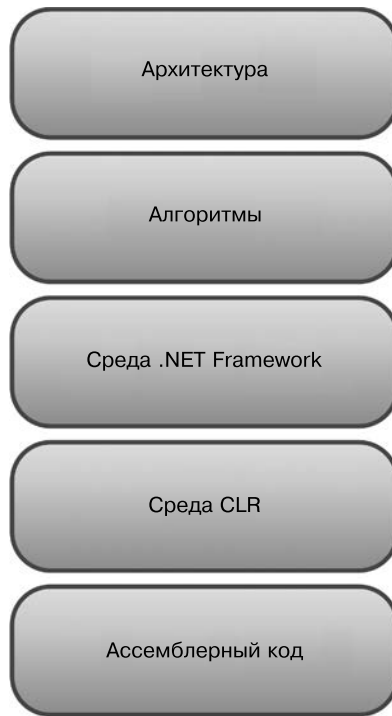 Архитектура
Алгоритмы
Среда .NET Framework
Среда CLR
Ассемблерный код